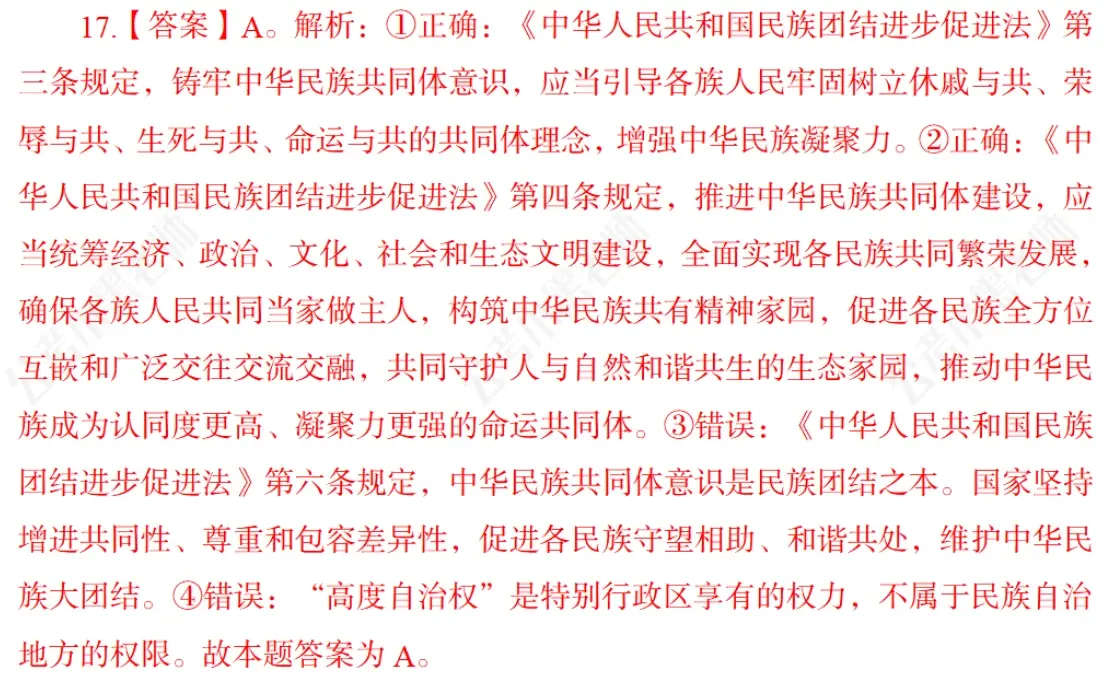 17.【答案】A。解析：①正确：《中华人民共和国民族团结进步促进法》第
三条规定，铸牢中华民族共同体意识，应当引导各族人民牢固树立休戚与共、荣
辱与共、生死与共、命运与共的共同体理念，增强中华民族凝聚力。②正确：《中
华人民共和国民族团结进步促进法》第四条规定，推进中华民族共同体建设，应
当统筹经济、政治、文化、社会和生态文明建设，全面实现各民族共同繁荣发展，
确保各族人民共同当家做主人，构筑中华民族共有精神家园，促进各民族全方位
互嵌和广泛交往交流交融，共同守护人与自然和谐共生的生态家园，推动中华民
族成为认同度更高、凝聚力更强的命运共同体。③错误：《中华人民共和国民族
团结进步促进法》第六条规定，中华民族共同体意识是民族团结之本。国家坚持
增进共同性、尊重和包容差异性，促进各民族守望相助、和谐共处，维护中华民
族大团结。④错误：“高度自治权”是特别行政区享有的权力，不属于民族自治
地方的权限。故本题答案为 A。